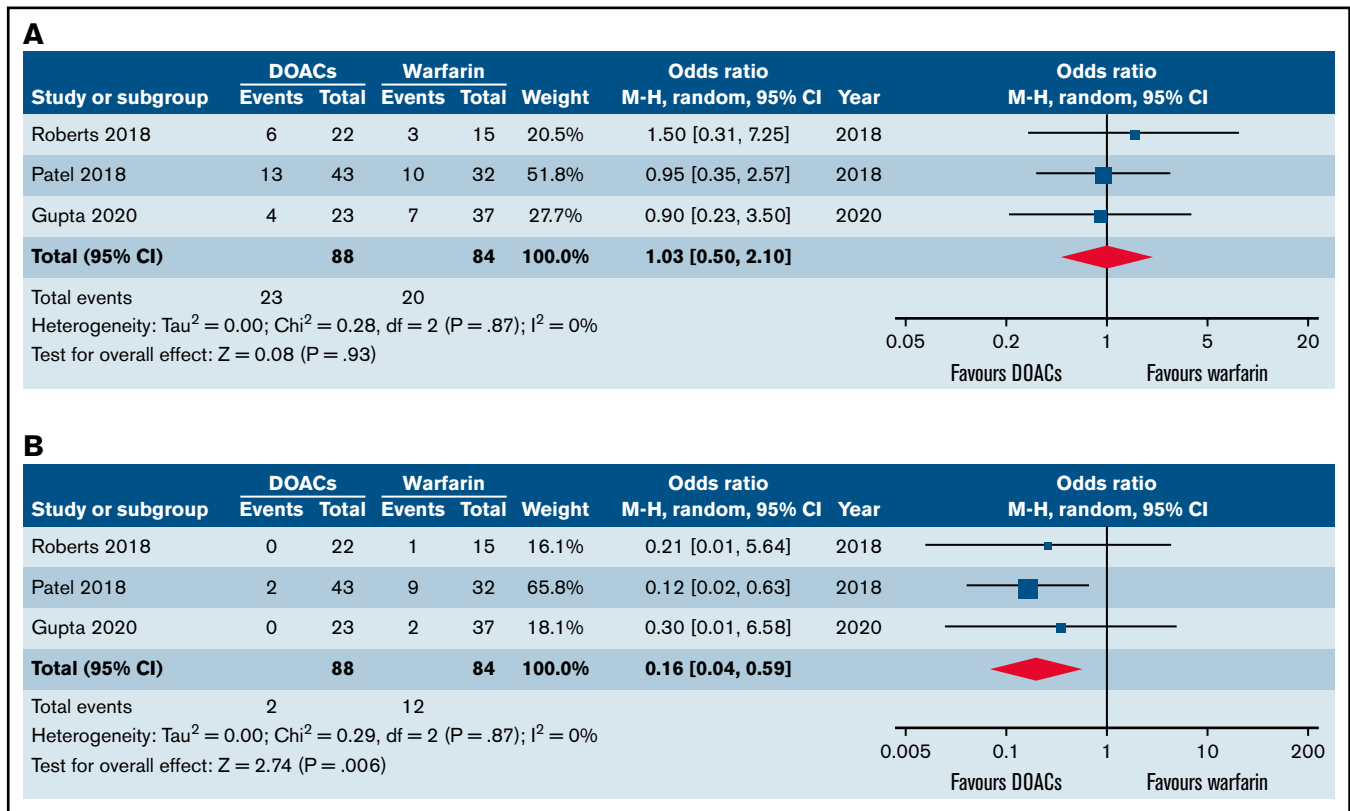 A
DOACs Warfarin Odds ratio Odds ratio
Study or subgroup Events Total Events Total Weight M-H, random, 95% CI Year M-H, random, 95% CI
Roberts 2018 6 22 3 15 20.5% 1.50 [0.31, 7.25] 2018
Patel 2018 13 43 10 32 51.8% 0.95 [0.35, 2.57] 2018
Gupta 2020 4 23 7 37 27.7% 0.90 [0.23, 3.50] 2020
Total (95% CI) 88 84 100.0% 1.03 [0.50, 2.10]
Total events 23 20
Heterogeneity: Tau² = 0.00; Chi² = 0.28, df = 2 (P = .87); I² = 0%
Test for overall effect: Z = 0.08 (P = .93)
0.05 0.2 1 5 20
Favours DOACs Favours warfarin
B
DOACs Warfarin Odds ratio Odds ratio
Study or subgroup Events Total Events Total Weight M-H, random, 95% CI Year M-H, random, 95% CI
Roberts 2018 0 22 1 15 16.1% 0.21 [0.01, 5.64] 2018
Patel 2018 2 43 9 32 65.8% 0.12 [0.02, 0.63] 2018
Gupta 2020 0 23 2 37 18.1% 0.30 [0.01, 6.58] 2020
Total (95% CI) 88 84 100.0% 0.16 [0.04, 0.59]
Total events 2 12
Heterogeneity: Tau² = 0.00; Chi² = 0.29, df = 2 (P = .87); I² = 0%
Test for overall effect: Z = 2.74 (P = .006)
0.005 0.1 1 10 200
Favours DOACs Favours warfarin